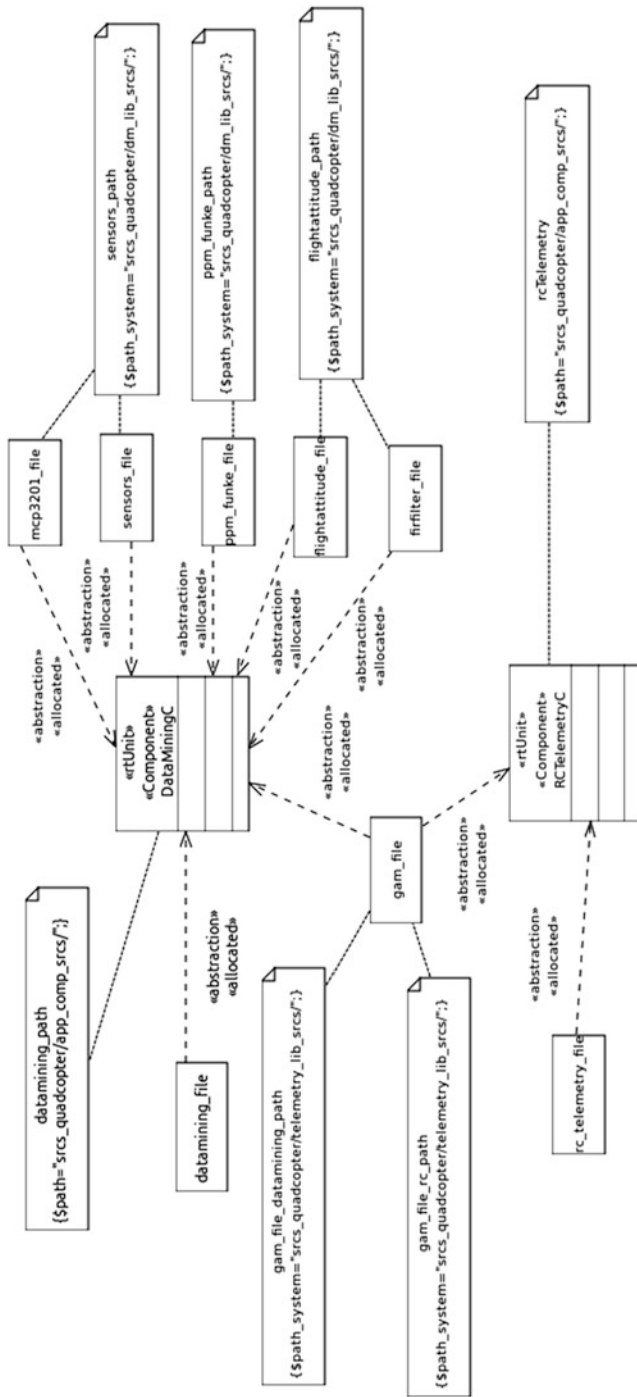 datamining_path
{$path="srcs_quadcopter/app_comp_srcs/";}
mcp3201_file
sensors_path
{$path_system="srcs_quadcopter/dm_lib_srcs/";}
«abstraction»
«allocated»
sensors_file
«abstraction»
«allocated»
«rtUnit»
«Component»
DataMiningC
datamining_file
«abstraction»
«allocated»
«abstraction»
«allocated»
ppm_funke_file
ppm_funke_path
{$path_system="srcs_quadcopter/dm_lib_srcs/";}
«abstraction»
«allocated»
flightattitude_file
flightattitude_path
{$path_system="srcs_quadcopter/dm_lib_srcs/";}
«abstraction»
«allocated»
firfilter_file
gam_file_datamining_path
{$path_system="srcs_quadcopter/telemetry_lib_srcs/";}
«abstraction»
«allocated»
gam_file
gam_file_rc_path
{$path_system="srcs_quadcopter/telemetry_lib_srcs/";}
«abstraction»
«allocated»
«rtUnit»
«Component»
RCTelemetryC
rcTelemetry
{$path="srcs_quadcopter/app_comp_srcs/";}
«abstraction»
«allocated»
rc_telemetry_file